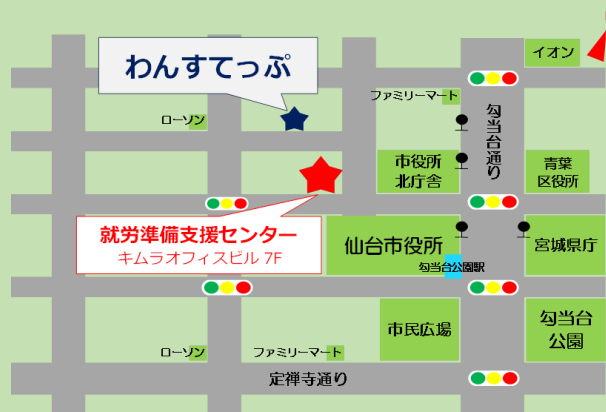 イオン
わんすてっぷ
ファミリーマート
ローソン
勾当台通り
市役所
北庁舎
青葉
区役所
就労準備支援センター
キムラオフィスビル 7F
仙台市役所
宮城県庁
勾当台公園駅
市民広場
勾当台
公園
ローソン
ファミリーマート
定禅寺通り